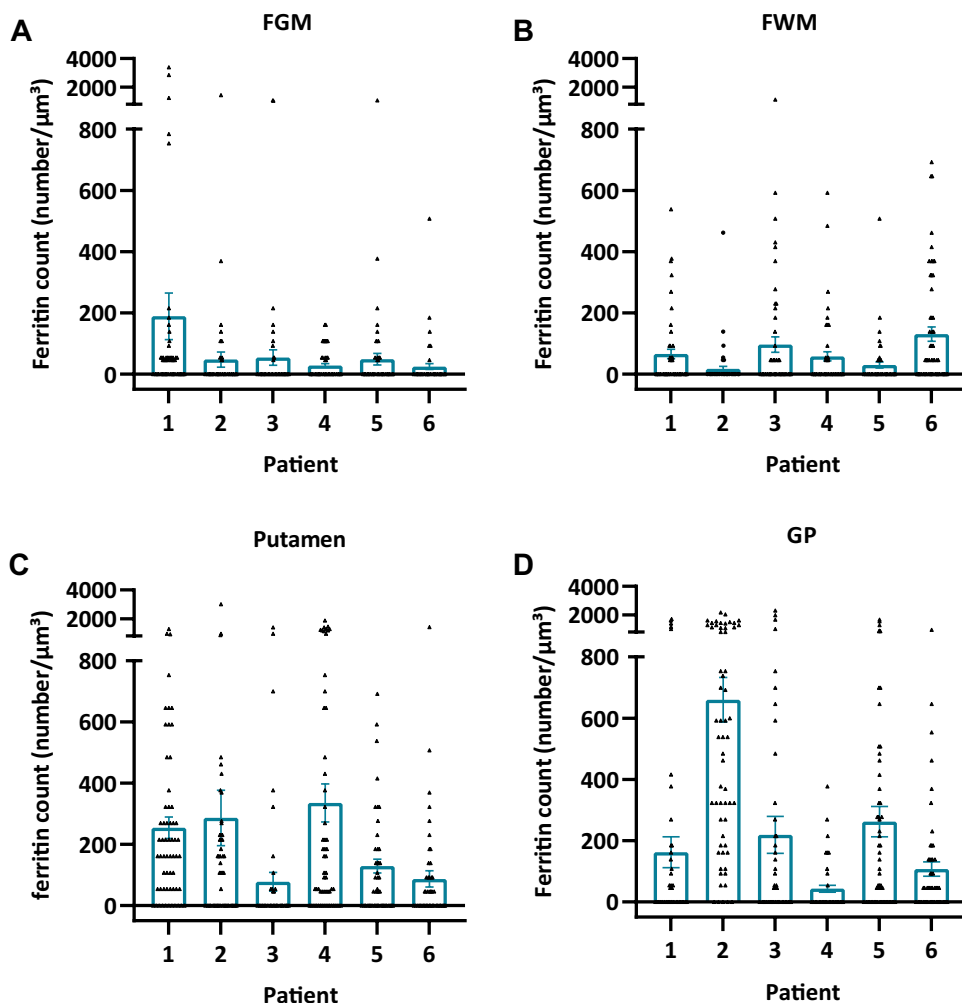 A
FGM
Ferritin count (number/µm³)
4000
2000
800
600
400
200
0
1 2 3 4 5 6
Patient
B
FWM
Ferritin count (number/µm³)
4000
2000
800
600
400
200
0
1 2 3 4 5 6
Patient
C
Putamen
ferritin count (number/µm³)
4000
2000
800
600
400
200
0
1 2 3 4 5 6
Patient
D
GP
Ferritin count (number/µm³)
4000
2000
800
600
400
200
0
1 2 3 4 5 6
Patient